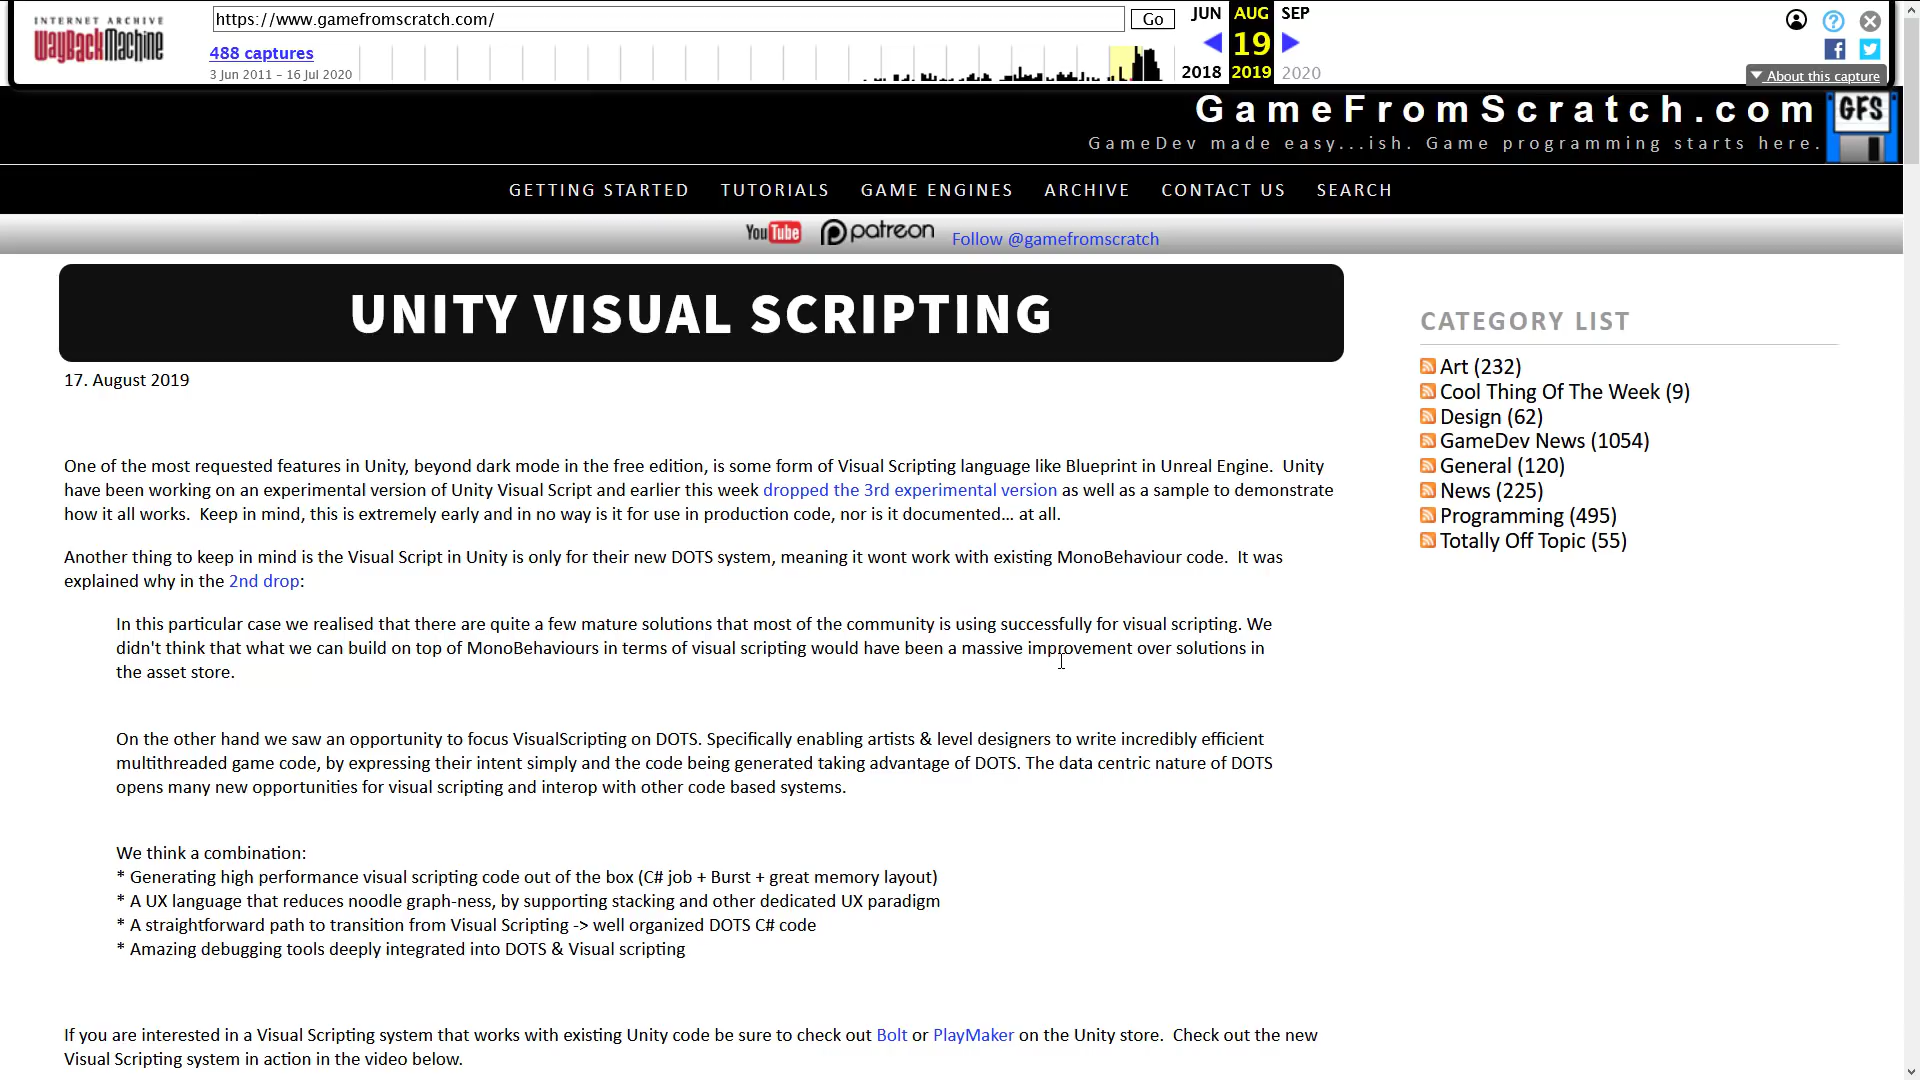 INTERNET ARCHIVE
WayBackMachine
https://www.gamefromscratch.com/
Go
JUN AUG SEP
488 captures
19
3 Jun 2011 – 16 Jul 2020
2018 2019 2020
About this capture
GameFromScratch.com
GFS
GameDev made easy...ish. Game programming starts here.
GETTING STARTED TUTORIALS GAME ENGINES ARCHIVE CONTACT US SEARCH
YouTube patreon Follow @gamefromscratch
UNITY VISUAL SCRIPTING
17. August 2019
One of the most requested features in Unity, beyond dark mode in the free edition, is some form of Visual Scripting language like Blueprint in Unreal Engine.  Unity
have been working on an experimental version of Unity Visual Script and earlier this week dropped the 3rd experimental version as well as a sample to demonstrate
how it all works.  Keep in mind, this is extremely early and in no way is it for use in production code, nor is it documented... at all.
Another thing to keep in mind is the Visual Script in Unity is only for their new DOTS system, meaning it wont work with existing MonoBehaviour code.  It was
explained why in the 2nd drop:
In this particular case we realised that there are quite a few mature solutions that most of the community is using successfully for visual scripting. We
didn't think that what we can build on top of MonoBehaviours in terms of visual scripting would have been a massive improvement over solutions in
the asset store.
On the other hand we saw an opportunity to focus VisualScripting on DOTS. Specifically enabling artists & level designers to write incredibly efficient
multithreaded game code, by expressing their intent simply and the code being generated taking advantage of DOTS. The data centric nature of DOTS
opens many new opportunities for visual scripting and interop with other code based systems.
We think a combination:
* Generating high performance visual scripting code out of the box (C# job + Burst + great memory layout)
* A UX language that reduces noodle graph-ness, by supporting stacking and other dedicated UX paradigm
* A straightforward path to transition from Visual Scripting -> well organized DOTS C# code
* Amazing debugging tools deeply integrated into DOTS & Visual scripting
If you are interested in a Visual Scripting system that works with existing Unity code be sure to check out Bolt or PlayMaker on the Unity store.  Check out the new
Visual Scripting system in action in the video below.
CATEGORY LIST
Art (232)
Cool Thing Of The Week (9)
Design (62)
GameDev News (1054)
General (120)
News (225)
Programming (495)
Totally Off Topic (55)